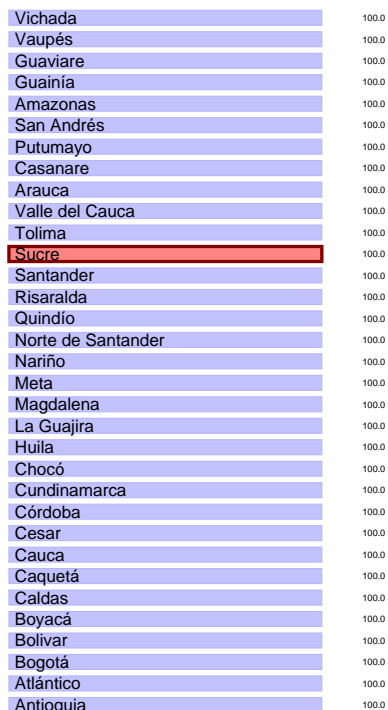 Vichada 100.0
Vaupés 100.0
Guaviare 100.0
Guainía 100.0
Amazonas 100.0
San Andrés 100.0
Putumayo 100.0
Casanare 100.0
Arauca 100.0
Valle del Cauca 100.0
Tolima 100.0
Sucre 100.0
Santander 100.0
Risaralda 100.0
Quindío 100.0
Norte de Santander 100.0
Nariño 100.0
Meta 100.0
Magdalena 100.0
La Guajira 100.0
Huila 100.0
Chocó 100.0
Cundinamarca 100.0
Córdoba 100.0
Cesar 100.0
Cauca 100.0
Caquetá 100.0
Caldas 100.0
Boyacá 100.0
Bolivar 100.0
Bogotá 100.0
Atlántico 100.0
Antioquia 100.0